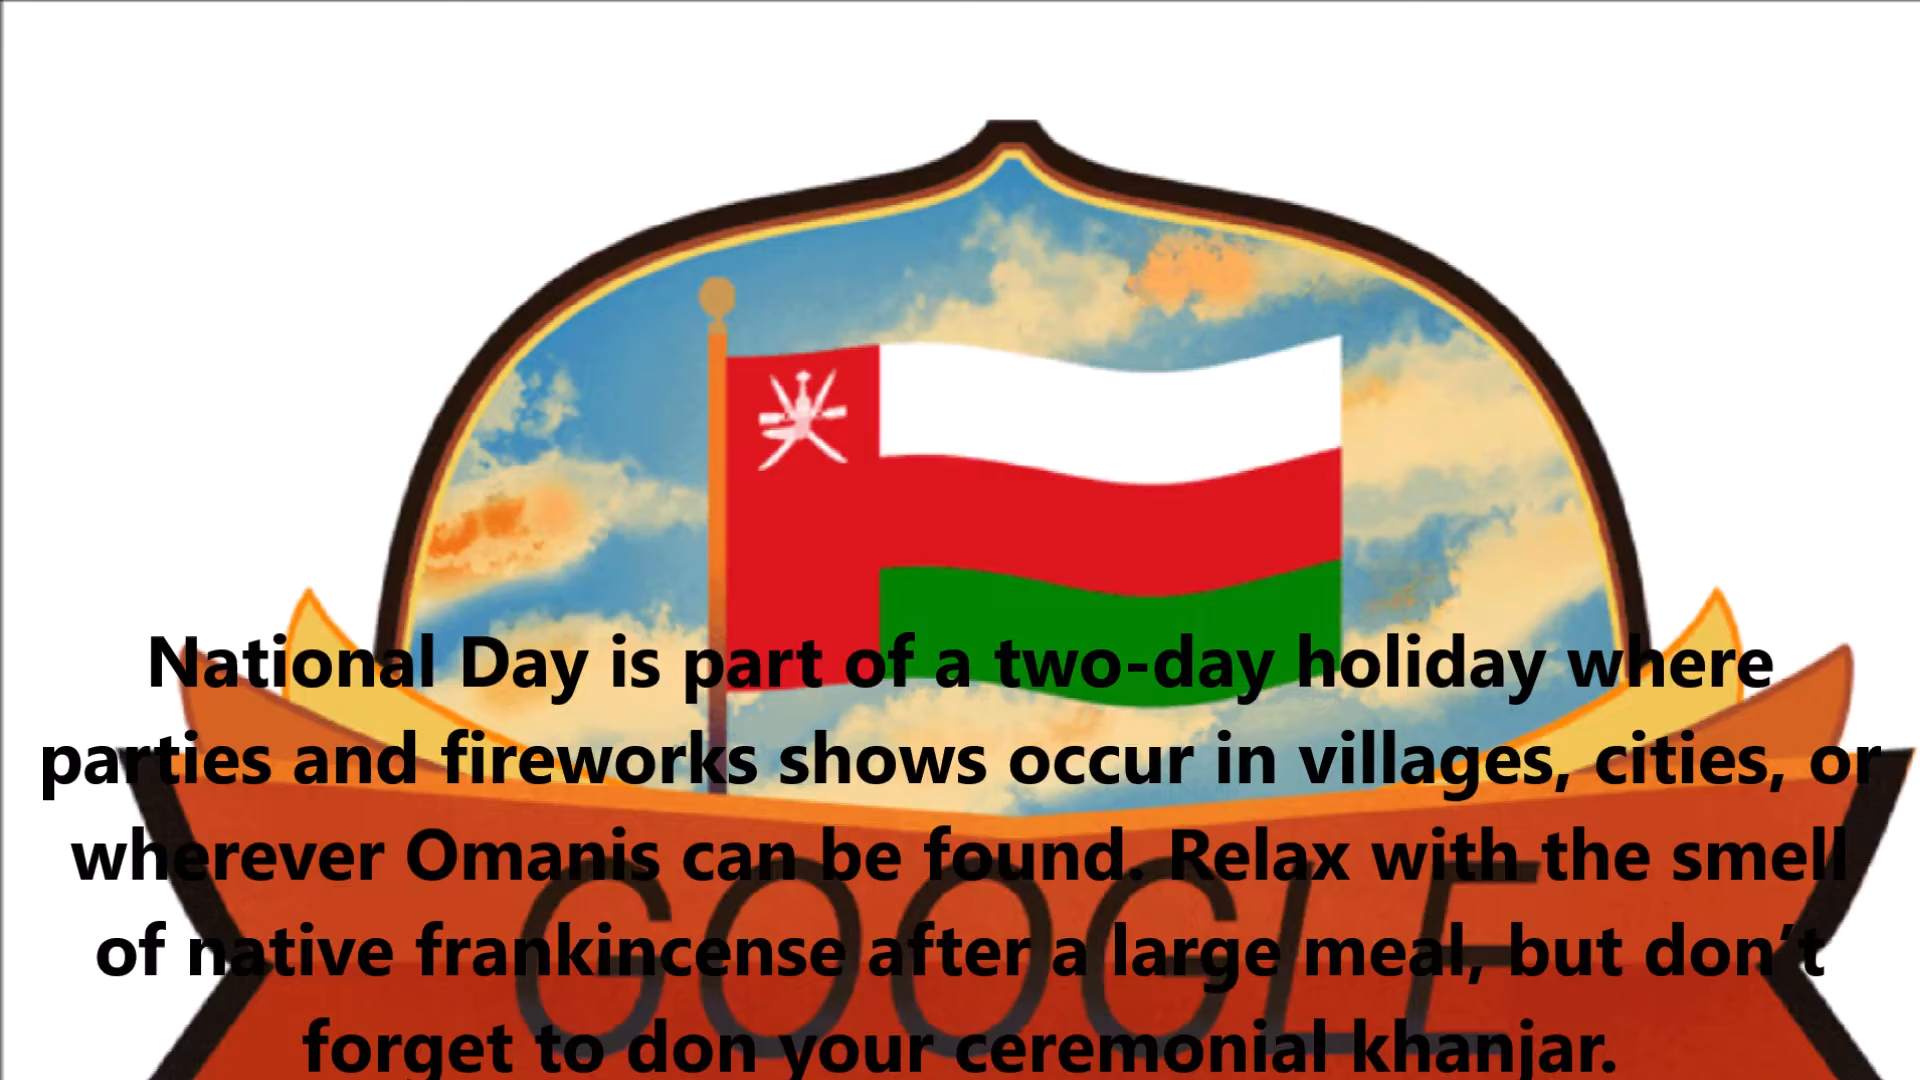 National Day is part of a two-day holiday where
parties and fireworks shows occur in villages, cities, or
wherever Omanis can be found. Relax with the smell
of native frankincense after a large meal, but don’t
forget to don your ceremonial khanjar.
GOOGLE